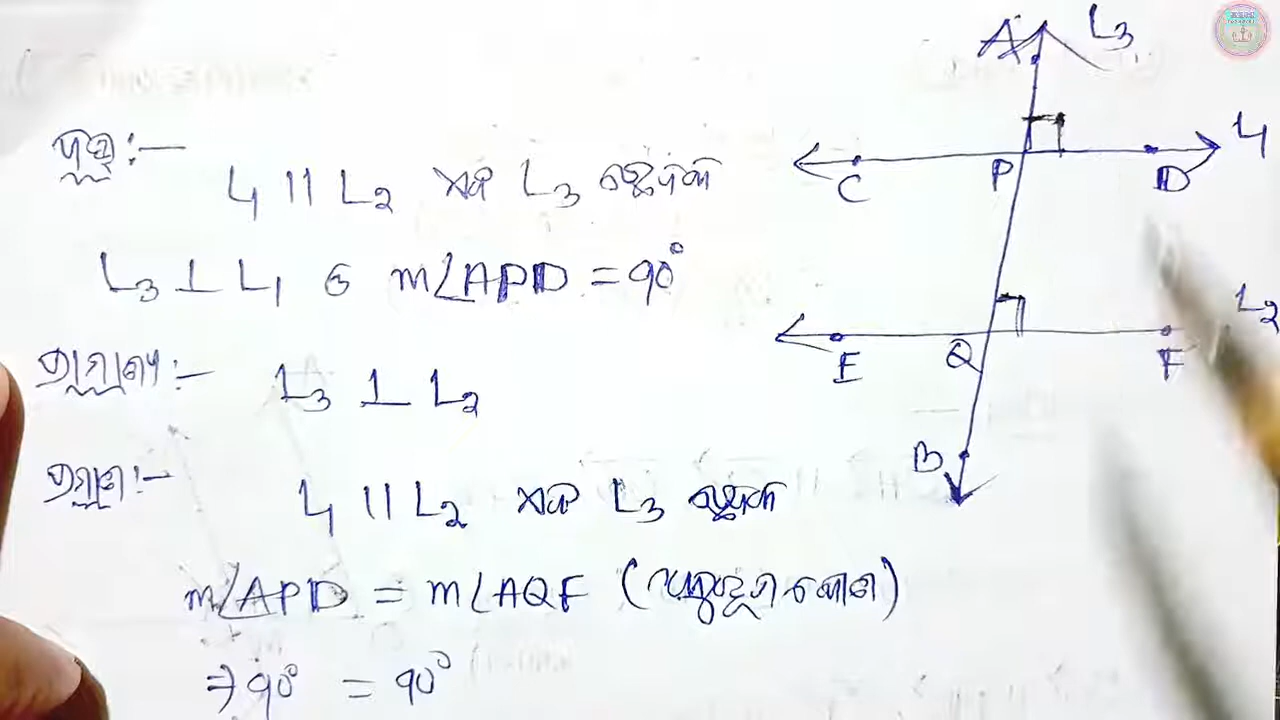 ଦତ୍ତ :-
L₁ || L₂ ଏବଂ L₃ ଛେଦକ
L₃ ⊥ L₁ ଓ m∠APD = 90°
ପ୍ରାମାଣ୍ୟ :-
L₃ ⊥ L₂
ପ୍ରମାଣ :-
L₁ || L₂ ଏବଂ L₃ ଛେଦକ
m∠APD = m∠AQF (ଅନୁରୂପ କୋଣ)
⇒ 90° = 90°
A L₃
C P D L₁
E Q F L₂
B